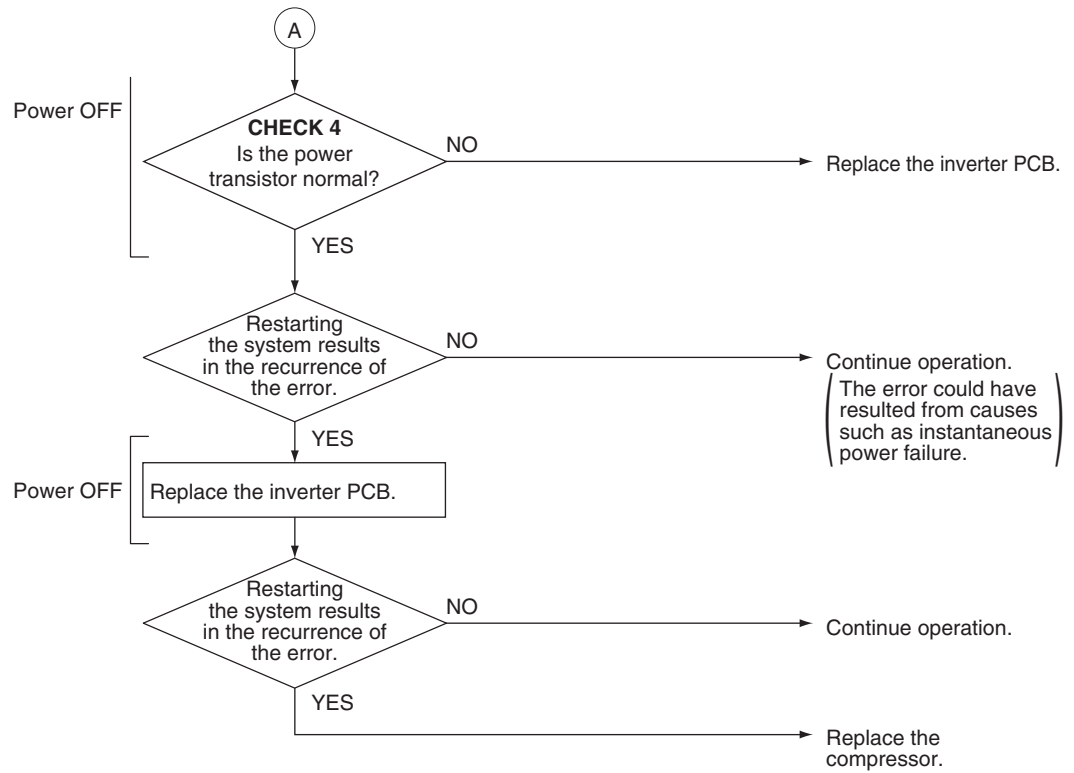 A
Power OFF
CHECK 4
Is the power
transistor normal?
NO
Replace the inverter PCB.
YES
Restarting
the system results
in the recurrence of
the error.
NO
Continue operation.
The error could have
resulted from causes
such as instantaneous
power failure.
YES
Power OFF
Replace the inverter PCB.
Restarting
the system results
in the recurrence of
the error.
NO
Continue operation.
YES
Replace the
compressor.